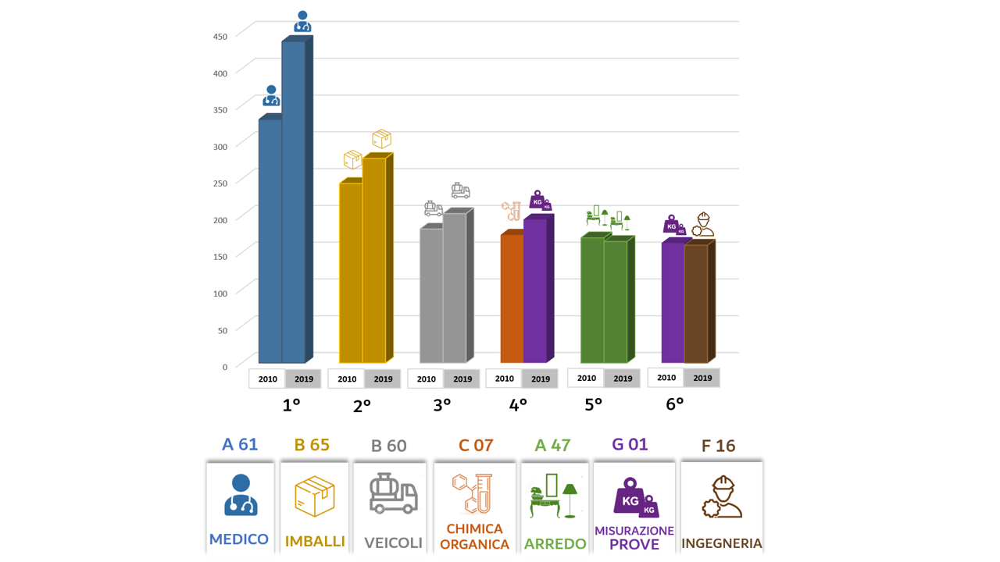 450
400
350
300
250
200
150
100
50
0
KG
KG
KG
KG
2010 2019 2010 2019 2010 2019 2010 2019 2010 2019 2010 2019
1° 2° 3° 4° 5° 6°
A 61 B 65 B 60 C 07 A 47 G 01 F 16
KG
KG
MEDICO IMBALLI VEICOLI CHIMICA ORGANICA ARREDO MISURAZIONE PROVE INGEGNERIA